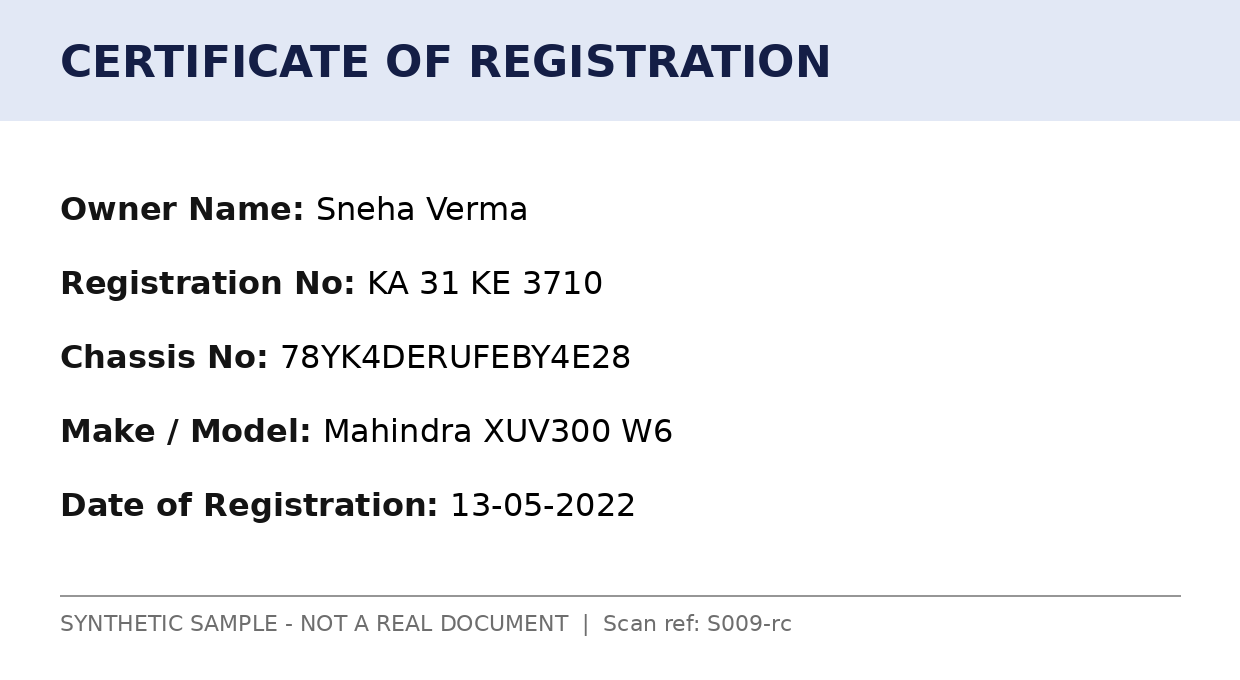 CERTIFICATE OF REGISTRATION
Owner Name: Sneha Verma
Registration No: KA 31 KE 3710
Chassis No: 78YK4DERUFEBY4E28
Make / Model: Mahindra XUV300 W6
Date of Registration: 13-05-2022
SYNTHETIC SAMPLE - NOT A REAL DOCUMENT | Scan ref: S009-rc